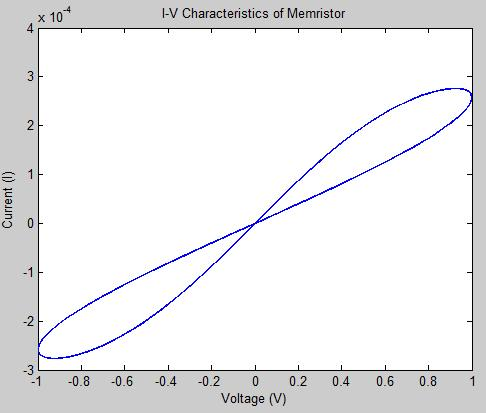 I-V Characteristics of Memristor
x 10^-4
4
3
2
1
0
-1
-2
-3
Current (I)
-1 -0.8 -0.6 -0.4 -0.2 0 0.2 0.4 0.6 0.8 1
Voltage (V)